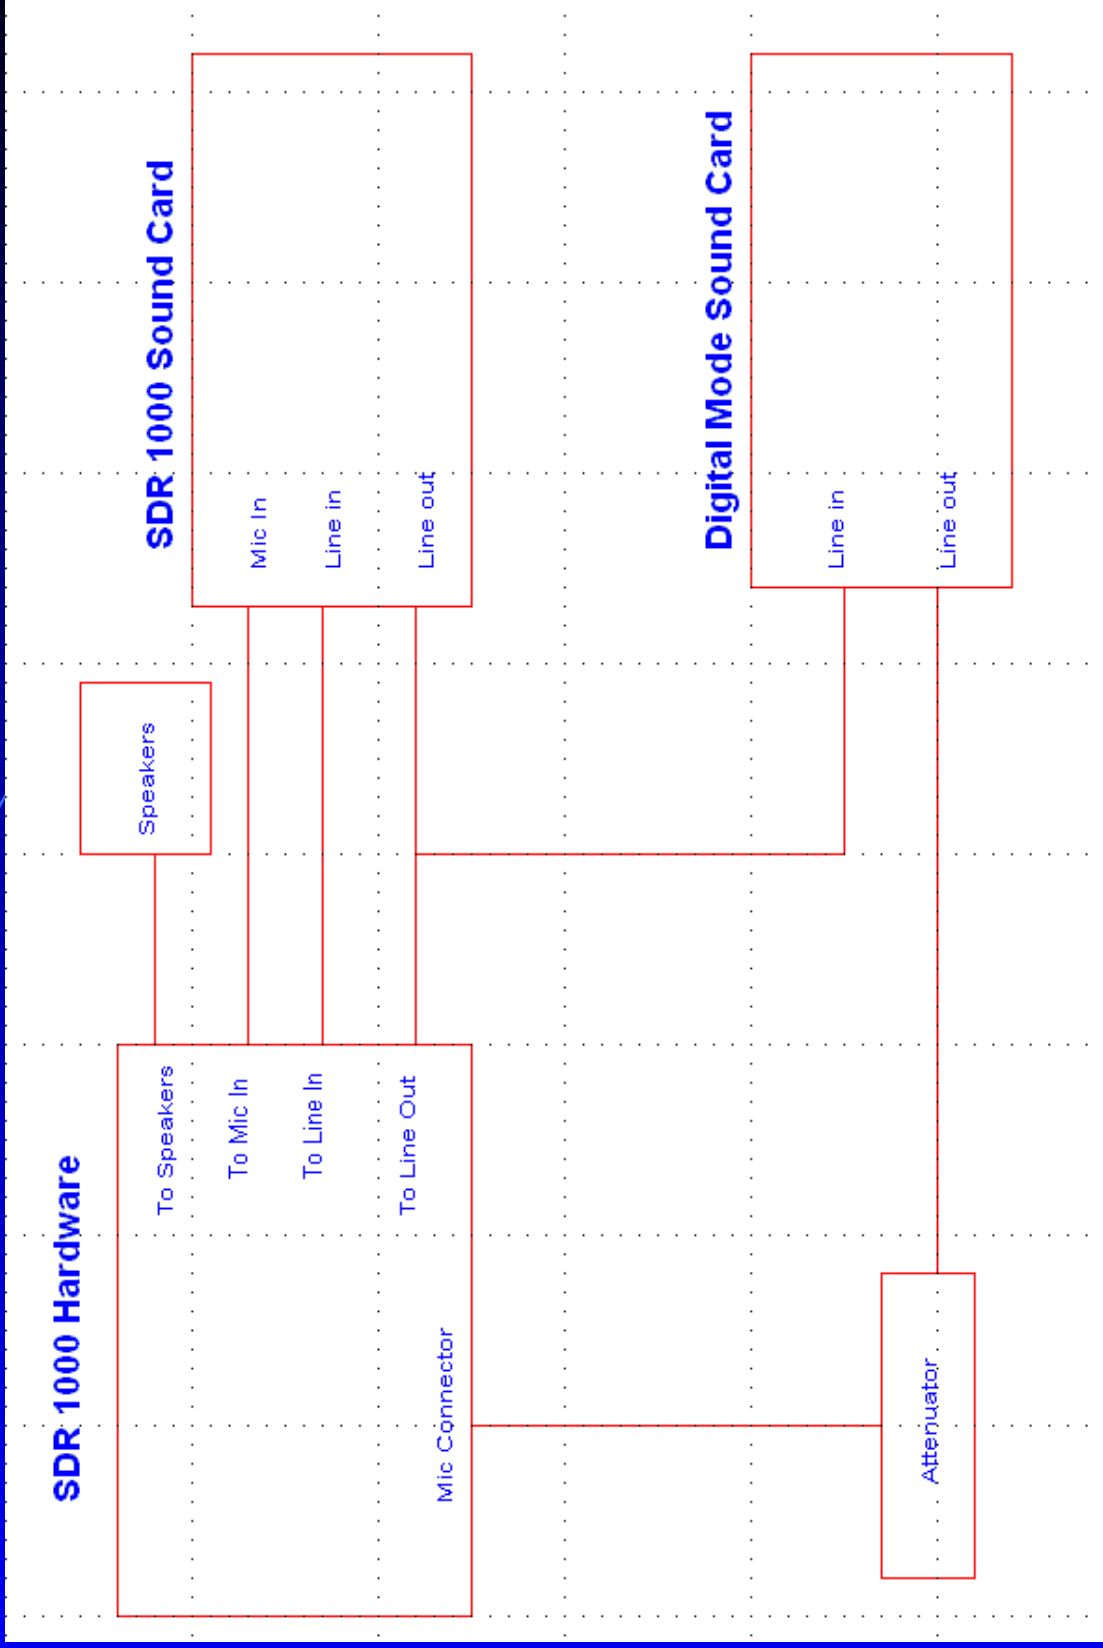 SDR 1000 Hardware
To Speakers
To Mic In
To Line In
To Line Out
Mic Connector
Speakers
SDR 1000 Sound Card
Mic In
Line in
Line out
Digital Mode Sound Card
Line in
Line out
Attenuator